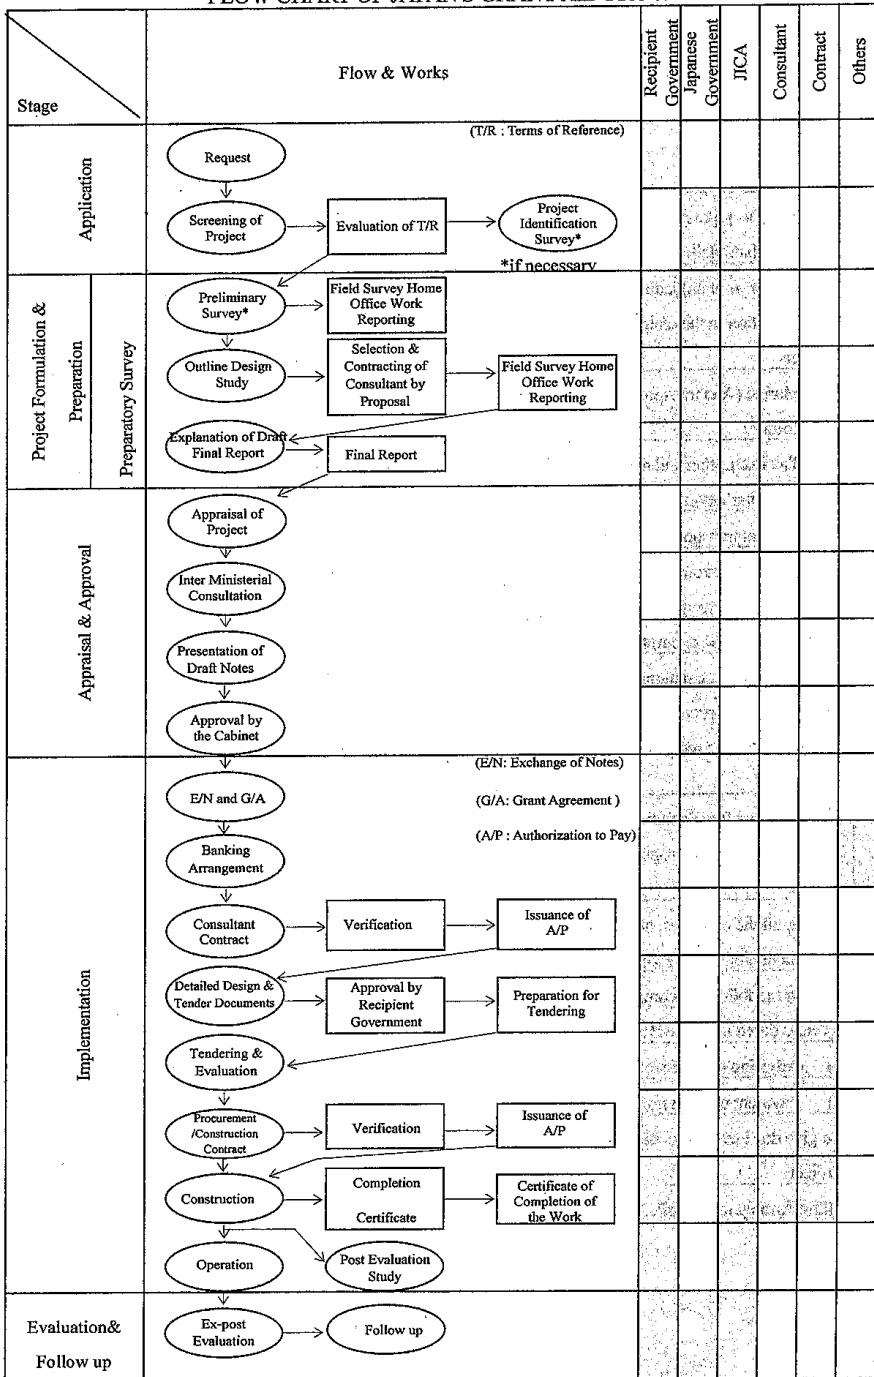 Stage
Flow & Works
Recipient
Government
Japanese
Government
JICA
Consultant
Contract
Others
Application
(T/R : Terms of Reference)
Request
Screening of
Project
Evaluation of T/R
Project
Identification
Survey*
*if necessary
Project Formulation &
Preparation
Preparatory Survey
Preliminary
Survey*
Field Survey Home
Office Work
Reporting
Outline Design
Study
Selection &
Contracting of
Consultant by
Proposal
Field Survey Home
Office Work
Reporting
Explanation of Draft
Final Report
Final Report
Appraisal & Approval
Appraisal of
Project
Inter Ministerial
Consultation
Presentation of
Draft Notes
Approval by
the Cabinet
Implementation
(E/N: Exchange of Notes)
E/N and G/A
(G/A: Grant Agreement )
(A/P : Authorization to Pay)
Banking
Arrangement
Consultant
Contract
Verification
Issuance of
A/P
Detailed Design &
Tender Documents
Approval by
Recipient
Government
Preparation for
Tendering
Tendering &
Evaluation
Procurement
/Construction
Contract
Verification
Issuance of
A/P
Construction
Completion
Certificate
Certificate of
Completion of
the Work
Operation
Post Evaluation
Study
Evaluation&
Follow up
Ex-post
Evaluation
Follow up